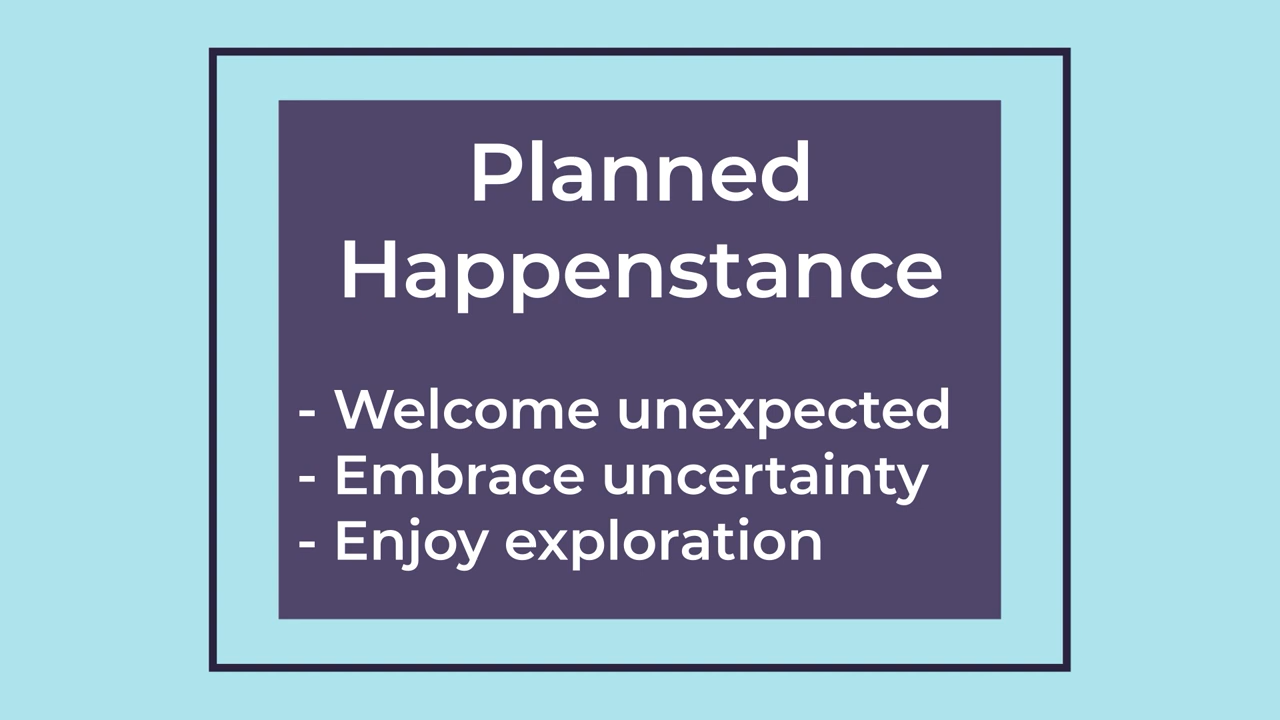 Planned
Happenstance
- Welcome unexpected
- Embrace uncertainty
- Enjoy exploration